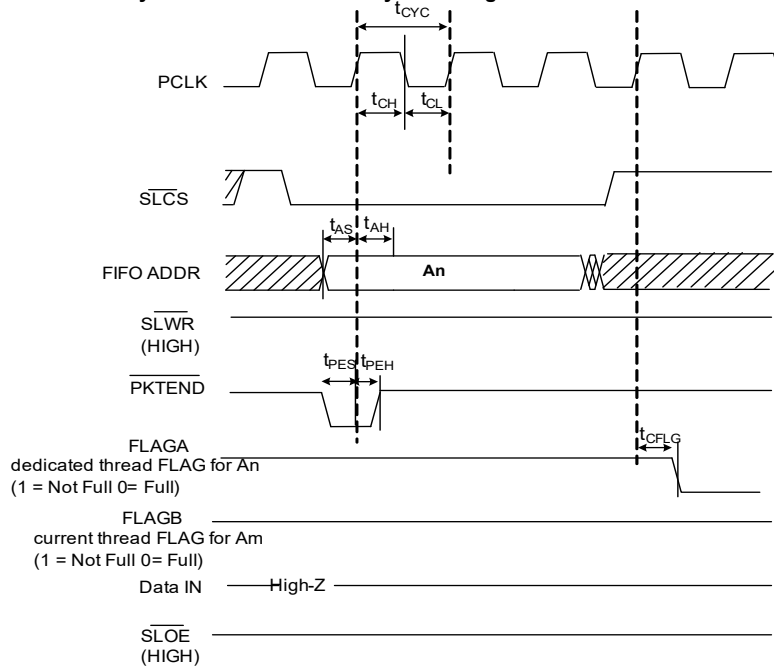 tCYC
PCLK
tCH
tCL
SLCS
tAS
tAH
FIFO ADDR
An
SLWR
(HIGH)
tPES
tPEH
PKTEND
tCFLG
FLAGA
dedicated thread FLAG for An
(1 = Not Full 0= Full)
FLAGB
current thread FLAG for Am
(1 = Not Full 0= Full)
Data IN
High-Z
SLOE
(HIGH)